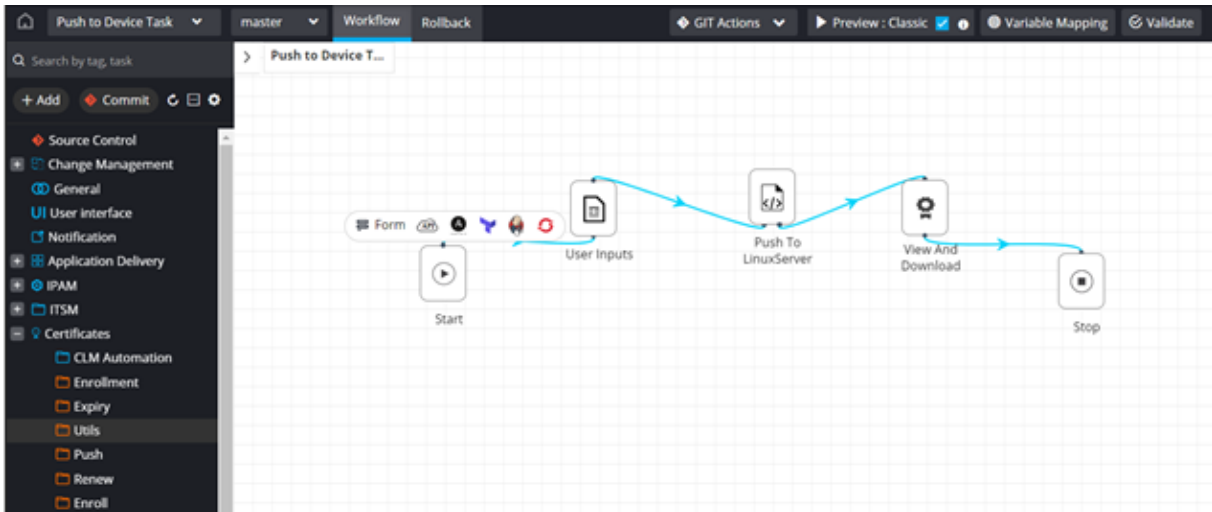 Push to Device Task
master
Workflow
Rollback
GIT Actions
Preview : Classic
Variable Mapping
Validate
Search by tag, task
Push to Device T...
+ Add
Commit
Source Control
Change Management
General
UI User interface
Notification
Application Delivery
IPAM
ITSM
Certificates
CLM Automation
Enrollment
Expiry
Utils
Push
Renew
Enroll
Form
API
A
Start
User Inputs
Push To
LinuxServer
View And
Download
Stop